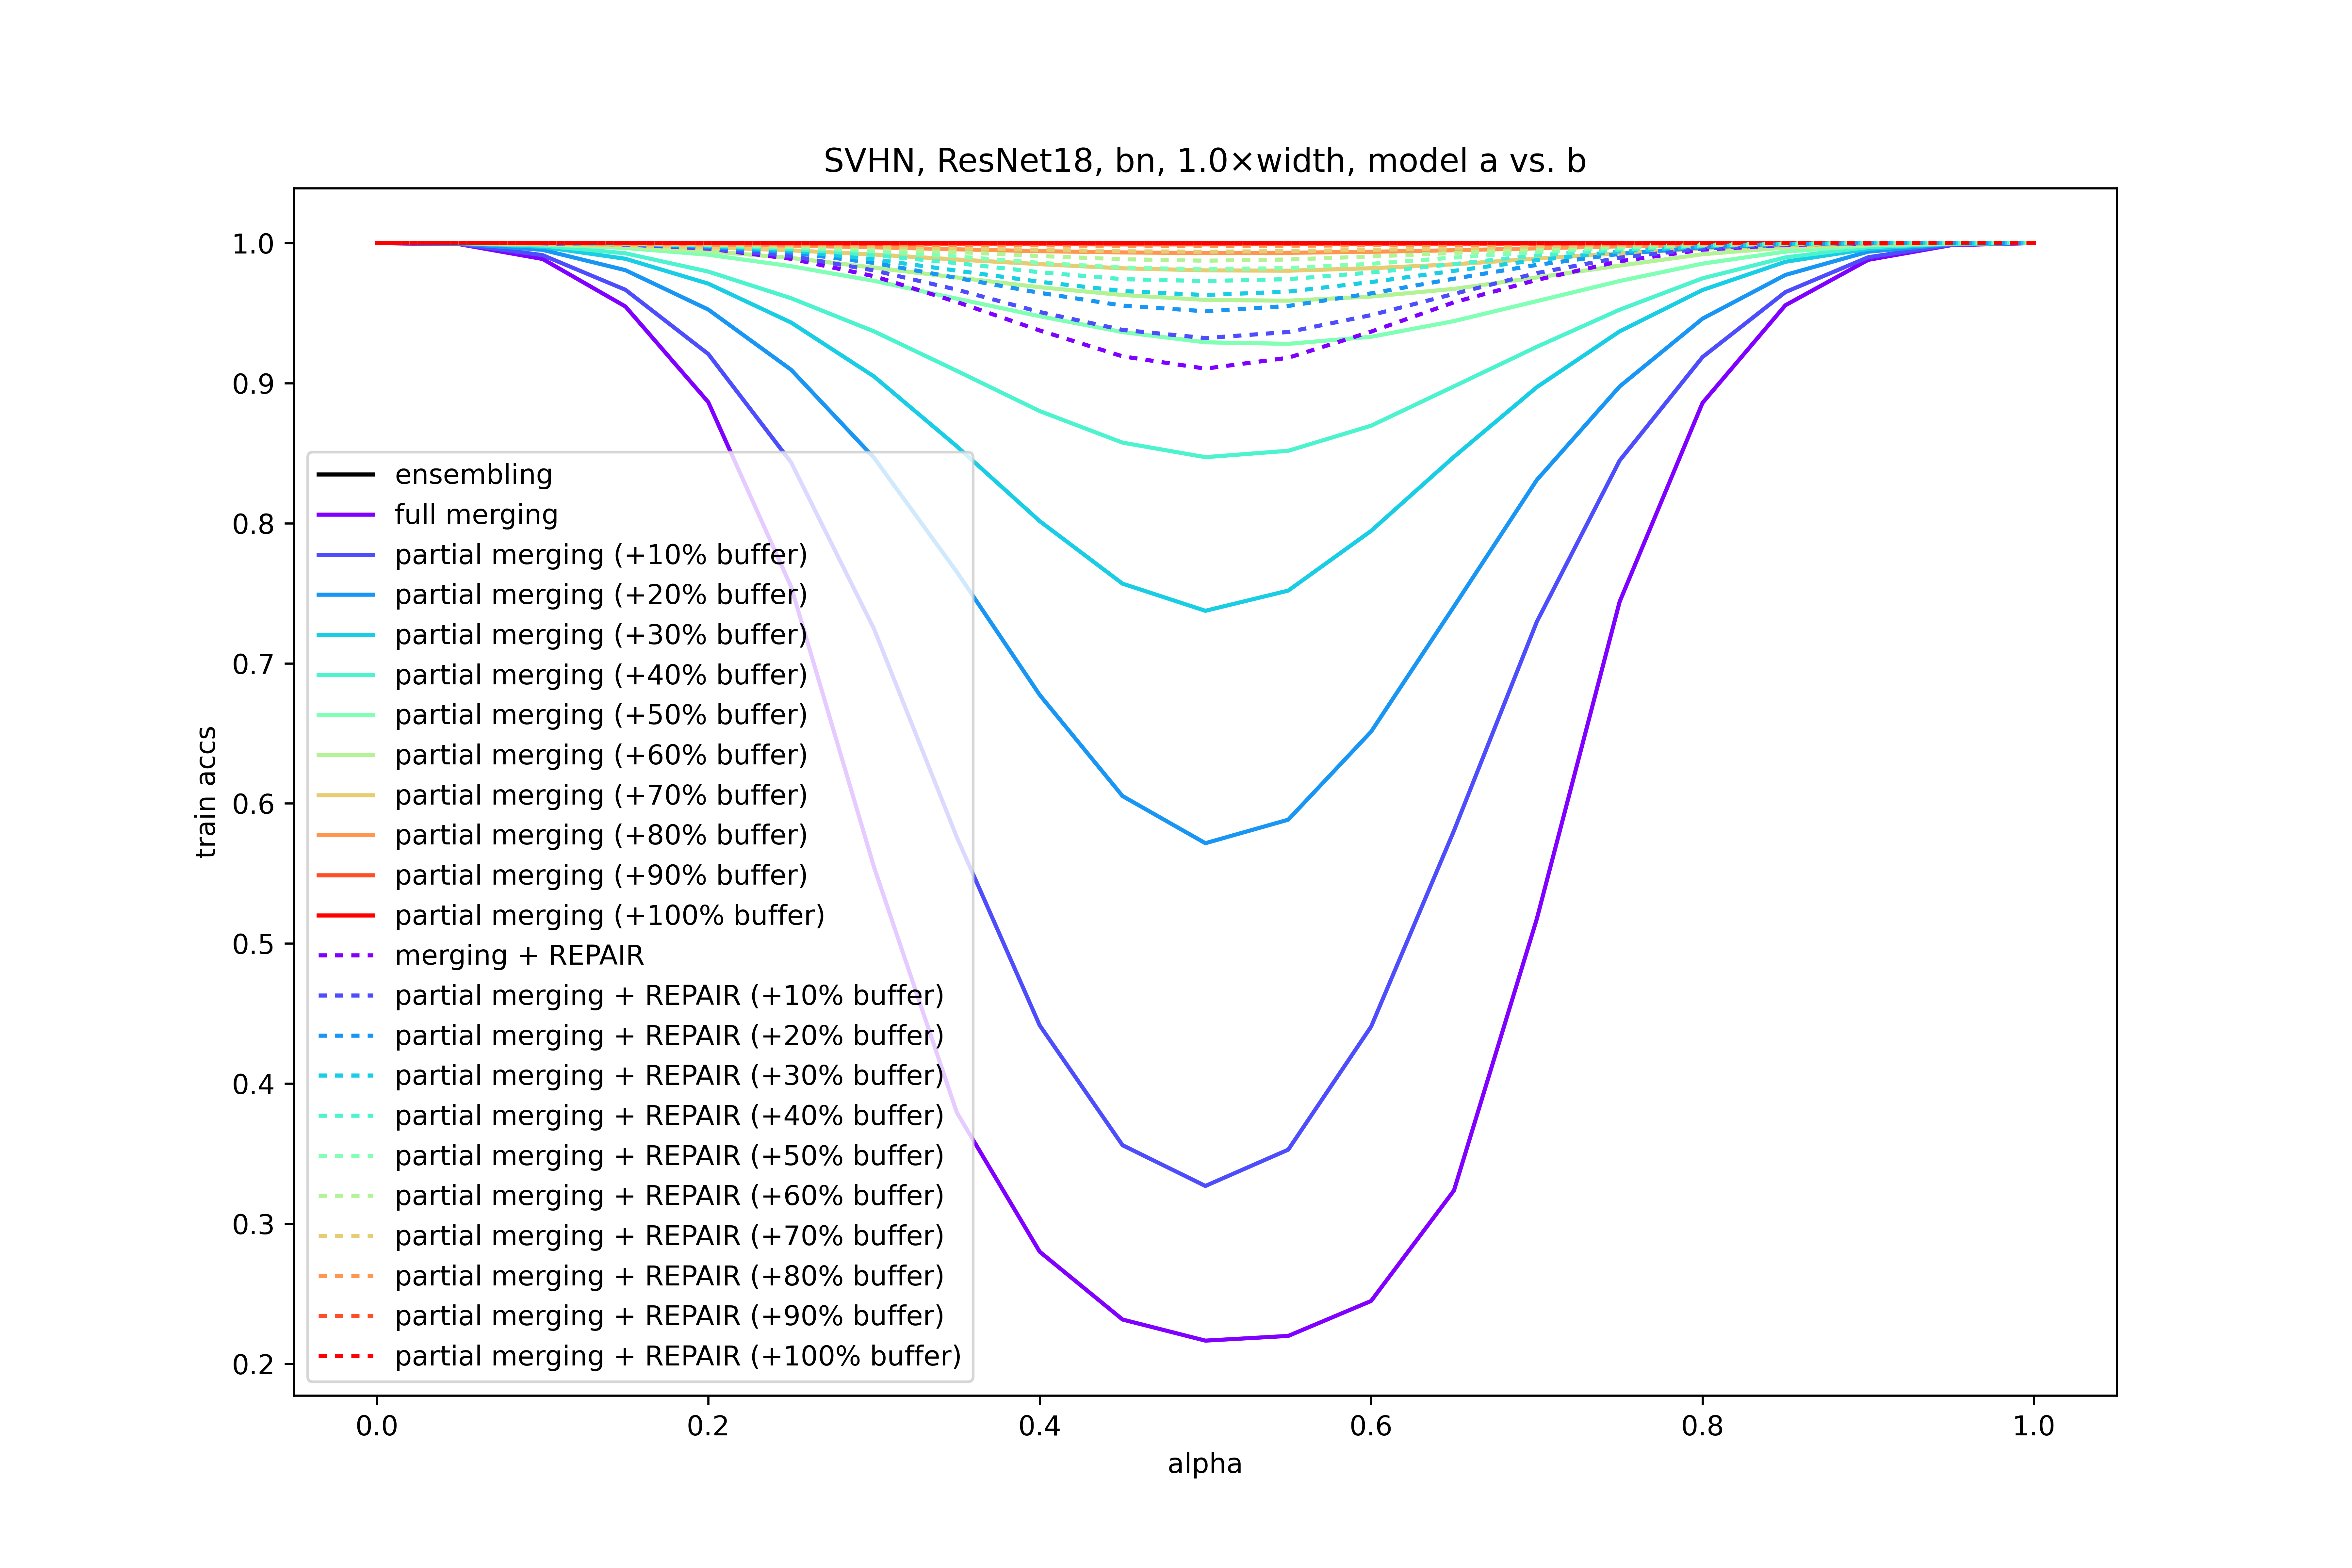 SVHN, ResNet18, bn, 1.0×width, model a vs. b
train accs
1.0
0.9
0.8
0.7
0.6
0.5
0.4
0.3
0.2
ensembling
full merging
partial merging (+10% buffer)
partial merging (+20% buffer)
partial merging (+30% buffer)
partial merging (+40% buffer)
partial merging (+50% buffer)
partial merging (+60% buffer)
partial merging (+70% buffer)
partial merging (+80% buffer)
partial merging (+90% buffer)
partial merging (+100% buffer)
merging + REPAIR
partial merging + REPAIR (+10% buffer)
partial merging + REPAIR (+20% buffer)
partial merging + REPAIR (+30% buffer)
partial merging + REPAIR (+40% buffer)
partial merging + REPAIR (+50% buffer)
partial merging + REPAIR (+60% buffer)
partial merging + REPAIR (+70% buffer)
partial merging + REPAIR (+80% buffer)
partial merging + REPAIR (+90% buffer)
partial merging + REPAIR (+100% buffer)
0.0 0.2 0.4 0.6 0.8 1.0
alpha